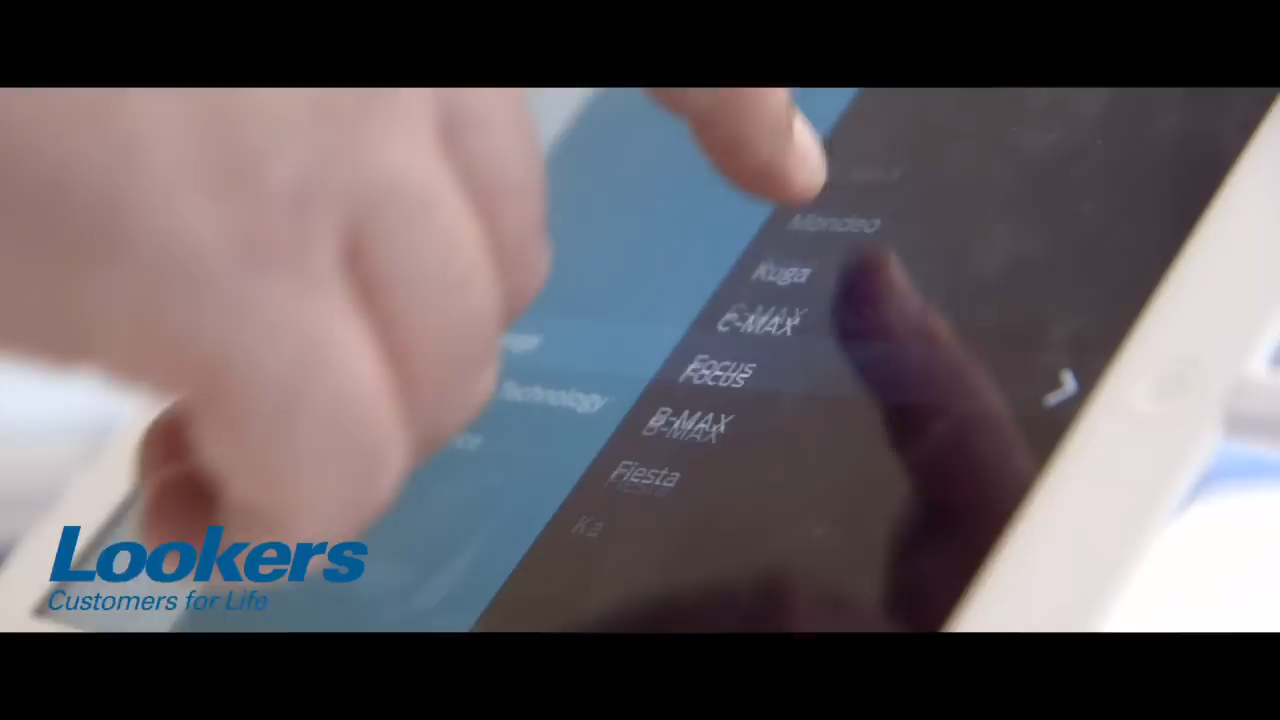 Mondeo
Kuga
C-MAX
Focus
B-MAX
Technology
Fiesta
Ka
Lookers
Customers for Life